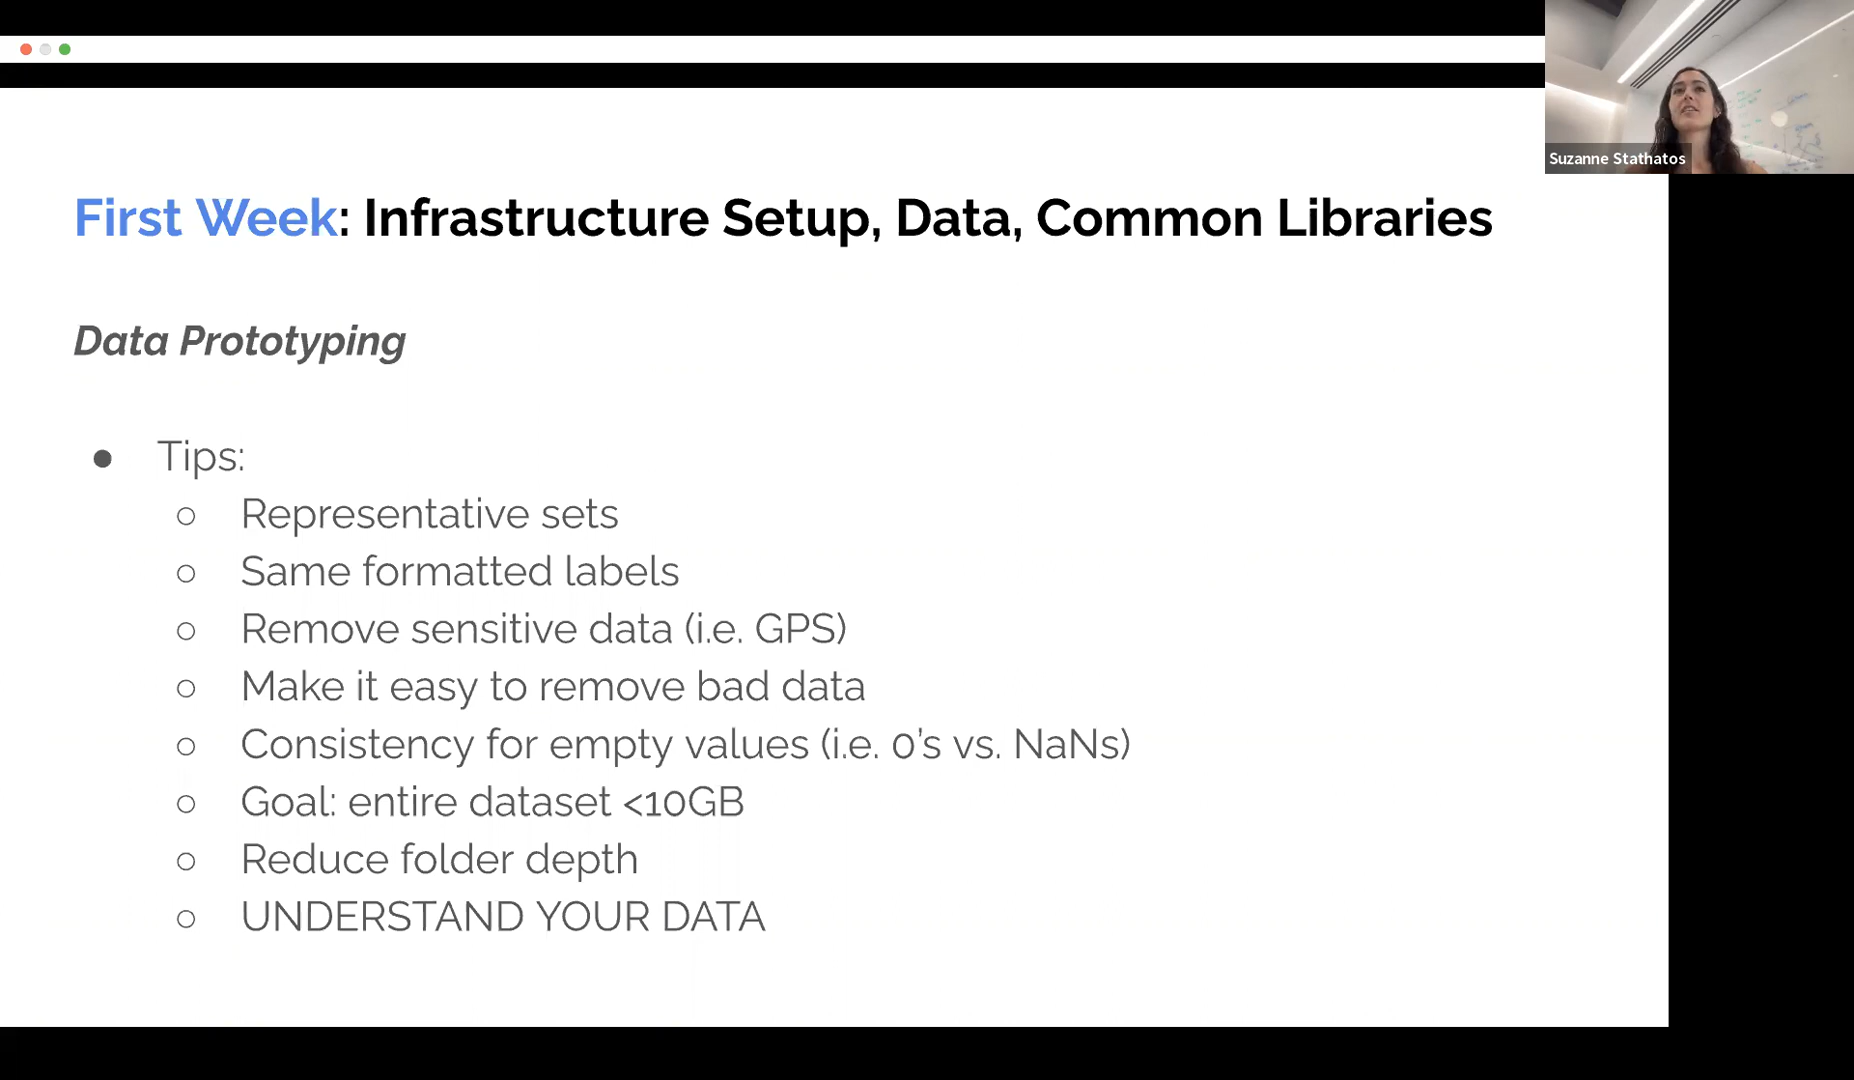 Suzanne Stathatos
First Week: Infrastructure Setup, Data, Common Libraries
Data Prototyping
● Tips:
○ Representative sets
○ Same formatted labels
○ Remove sensitive data (i.e. GPS)
○ Make it easy to remove bad data
○ Consistency for empty values (i.e. 0's vs. NaNs)
○ Goal: entire dataset <10GB
○ Reduce folder depth
○ UNDERSTAND YOUR DATA